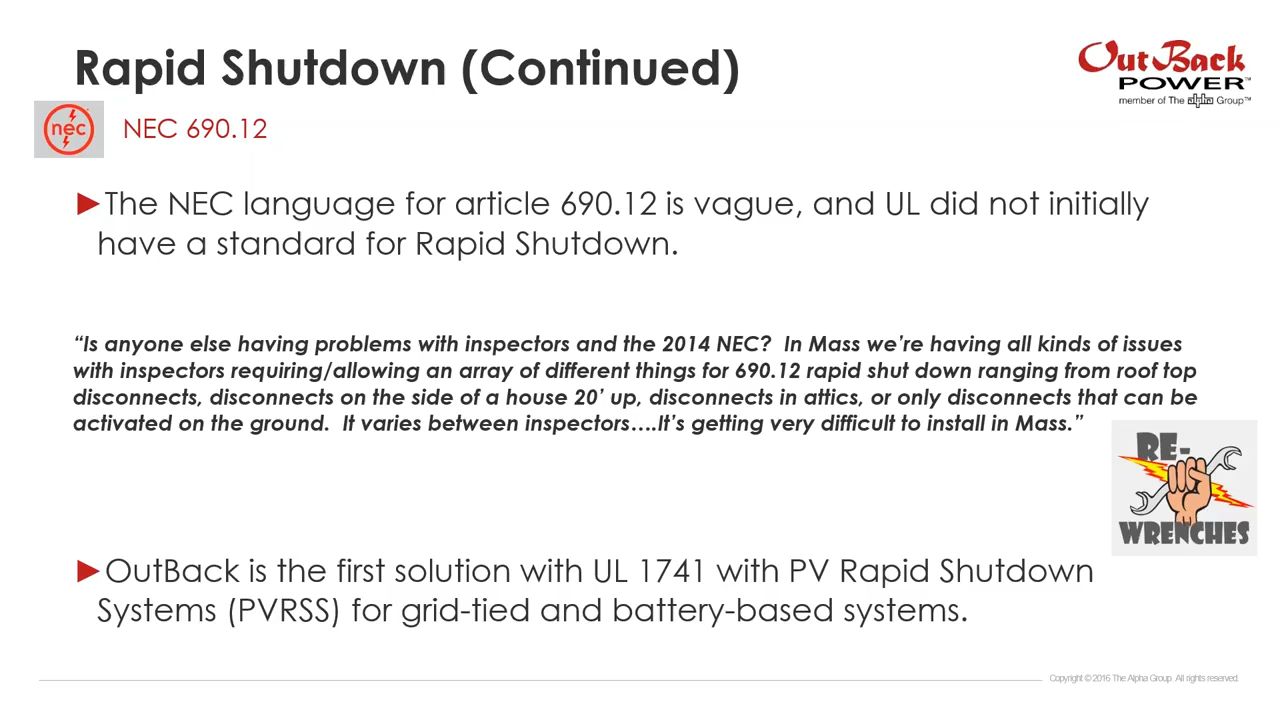 Rapid Shutdown (Continued)
OutBack
POWER™
member of The alpha Group™
nec
NEC 690.12
►The NEC language for article 690.12 is vague, and UL did not initially
have a standard for Rapid Shutdown.
“Is anyone else having problems with inspectors and the 2014 NEC?  In Mass we’re having all kinds of issues
with inspectors requiring/allowing an array of different things for 690.12 rapid shut down ranging from roof top
disconnects, disconnects on the side of a house 20’ up, disconnects in attics, or only disconnects that can be
activated on the ground.  It varies between inspectors….It’s getting very difficult to install in Mass.”
RE-
WRENCHES
►OutBack is the first solution with UL 1741 with PV Rapid Shutdown
Systems (PVRSS) for grid-tied and battery-based systems.
Copyright © 2016 The Alpha Group. All rights reserved.